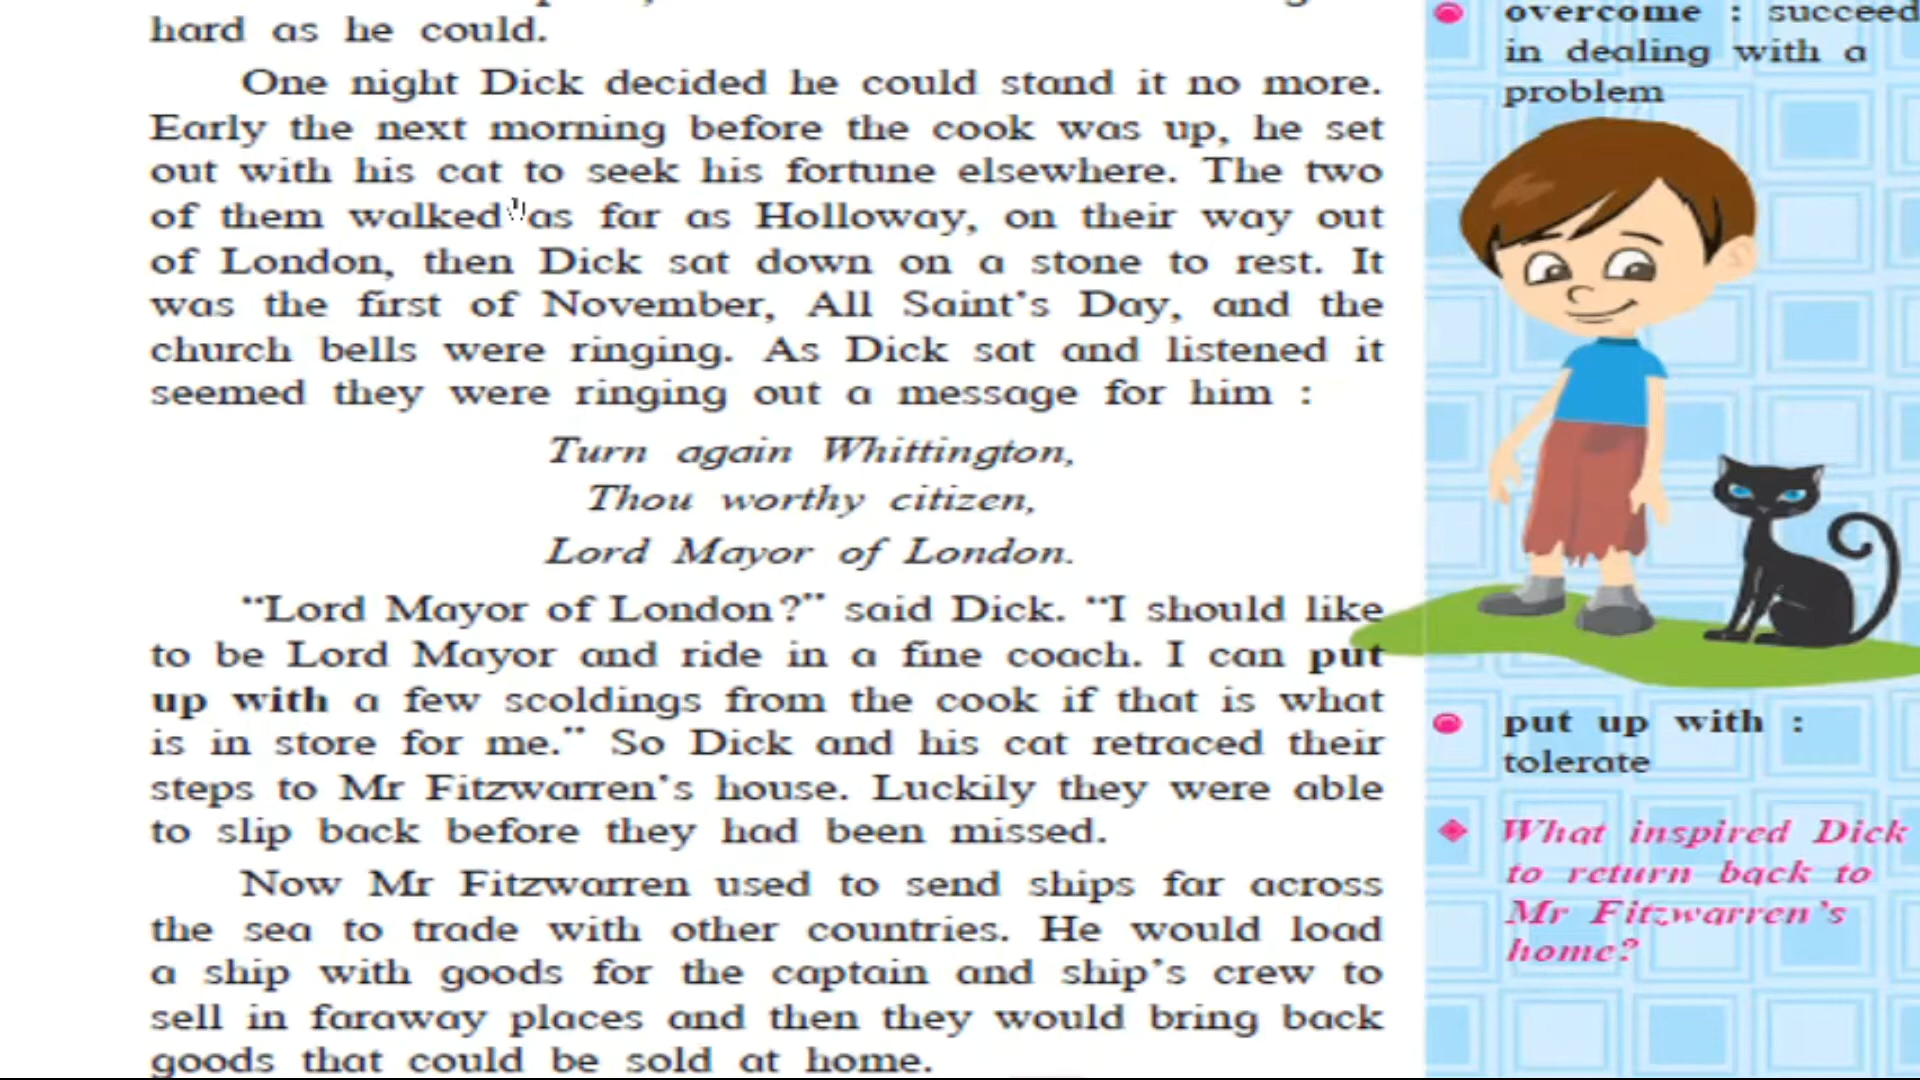 hard as he could.
One night Dick decided he could stand it no more.
Early the next morning before the cook was up, he set
out with his cat to seek his fortune elsewhere. The two
of them walked as far as Holloway, on their way out
of London, then Dick sat down on a stone to rest. It
was the first of November, All Saint's Day, and the
church bells were ringing. As Dick sat and listened it
seemed they were ringing out a message for him :
Turn again Whittington,
Thou worthy citizen,
Lord Mayor of London.
“Lord Mayor of London?” said Dick. “I should like
to be Lord Mayor and ride in a fine coach. I can put
up with a few scoldings from the cook if that is what
is in store for me.” So Dick and his cat retraced their
steps to Mr Fitzwarren's house. Luckily they were able
to slip back before they had been missed.
Now Mr Fitzwarren used to send ships far across
the sea to trade with other countries. He would load
a ship with goods for the captain and ship's crew to
sell in faraway places and then they would bring back
goods that could be sold at home.
overcome : succeed
in dealing with a
problem
put up with :
tolerate
What inspired Dick
to return back to
Mr Fitzwarren's
home?